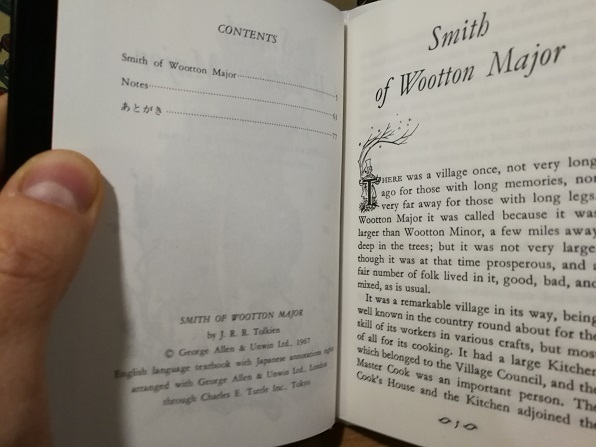 CONTENTS
Smith of Wootton Major 1
Notes 61
あとがき 77
SMITH OF WOOTTON MAJOR
by J. R. R. Tolkien
© George Allen & Unwin Ltd., 1967
English language textbook with Japanese annotations rights
arranged with George Allen & Unwin Ltd., London
through Charles E. Tuttle Inc., Tokyo
Smith
of Wootton Major
THERE was a village once, not very long
ago for those with long memories, nor
very far away for those with long legs.
Wootton Major it was called because it was
larger than Wootton Minor, a few miles away
deep in the trees; but it was not very large,
though it was at that time prosperous, and a
fair number of folk lived in it, good, bad, and
mixed, as is usual.
It was a remarkable village in its way, being
well known in the country round about for the
skill of its workers in various crafts, but most
of all for its cooking. It had a large Kitchen
which belonged to the Village Council, and the
Master Cook was an important person. The
Cook's House and the Kitchen adjoined the